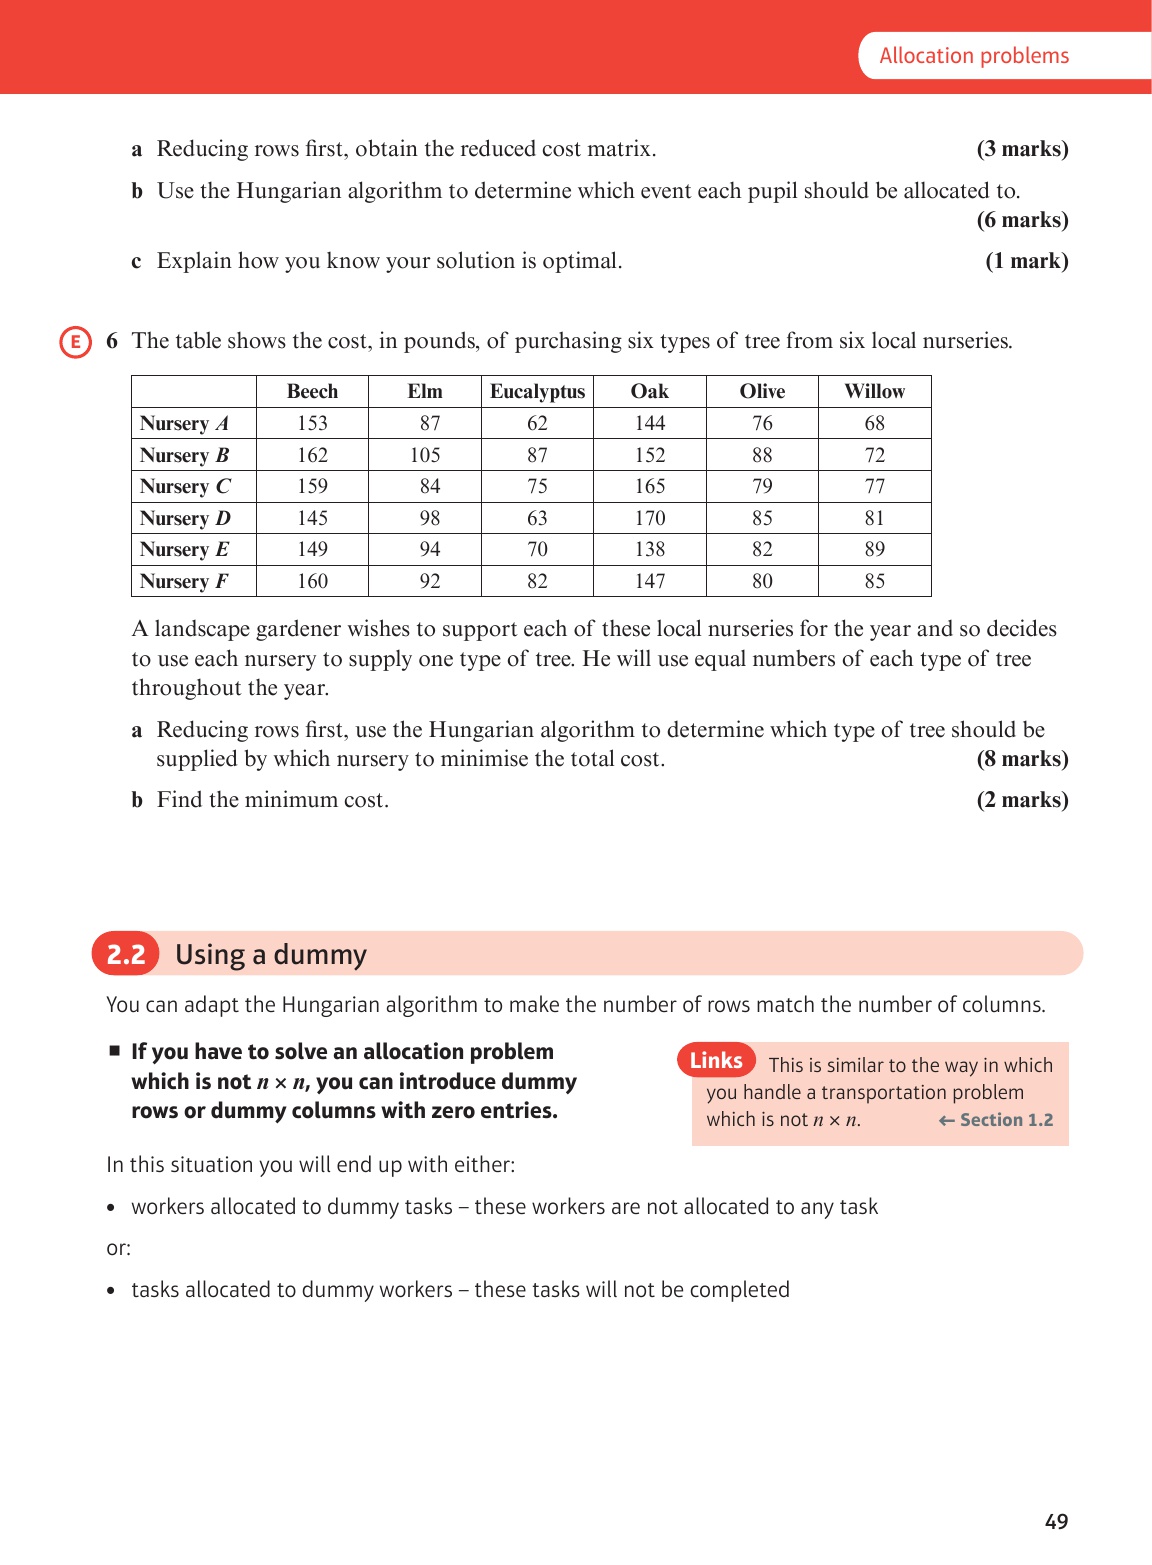 Allocation problems
a Reducing rows first, obtain the reduced cost matrix. (3 marks)
b Use the Hungarian algorithm to determine which event each pupil should be allocated to.
(6 marks)
c Explain how you know your solution is optimal. (1 mark)
E 6 The table shows the cost, in pounds, of purchasing six types of tree from six local nurseries.
Beech Elm Eucalyptus Oak Olive Willow
Nursery A 153 87 62 144 76 68
Nursery B 162 105 87 152 88 72
Nursery C 159 84 75 165 79 77
Nursery D 145 98 63 170 85 81
Nursery E 149 94 70 138 82 89
Nursery F 160 92 82 147 80 85
A landscape gardener wishes to support each of these local nurseries for the year and so decides
to use each nursery to supply one type of tree. He will use equal numbers of each type of tree
throughout the year.
a Reducing rows first, use the Hungarian algorithm to determine which type of tree should be
supplied by which nursery to minimise the total cost. (8 marks)
b Find the minimum cost. (2 marks)
2.2 Using a dummy
You can adapt the Hungarian algorithm to make the number of rows match the number of columns.
■ If you have to solve an allocation problem
which is not n × n, you can introduce dummy
rows or dummy columns with zero entries.
Links This is similar to the way in which
you handle a transportation problem
which is not n × n. ← Section 1.2
In this situation you will end up with either:
• workers allocated to dummy tasks – these workers are not allocated to any task
or:
• tasks allocated to dummy workers – these tasks will not be completed
49